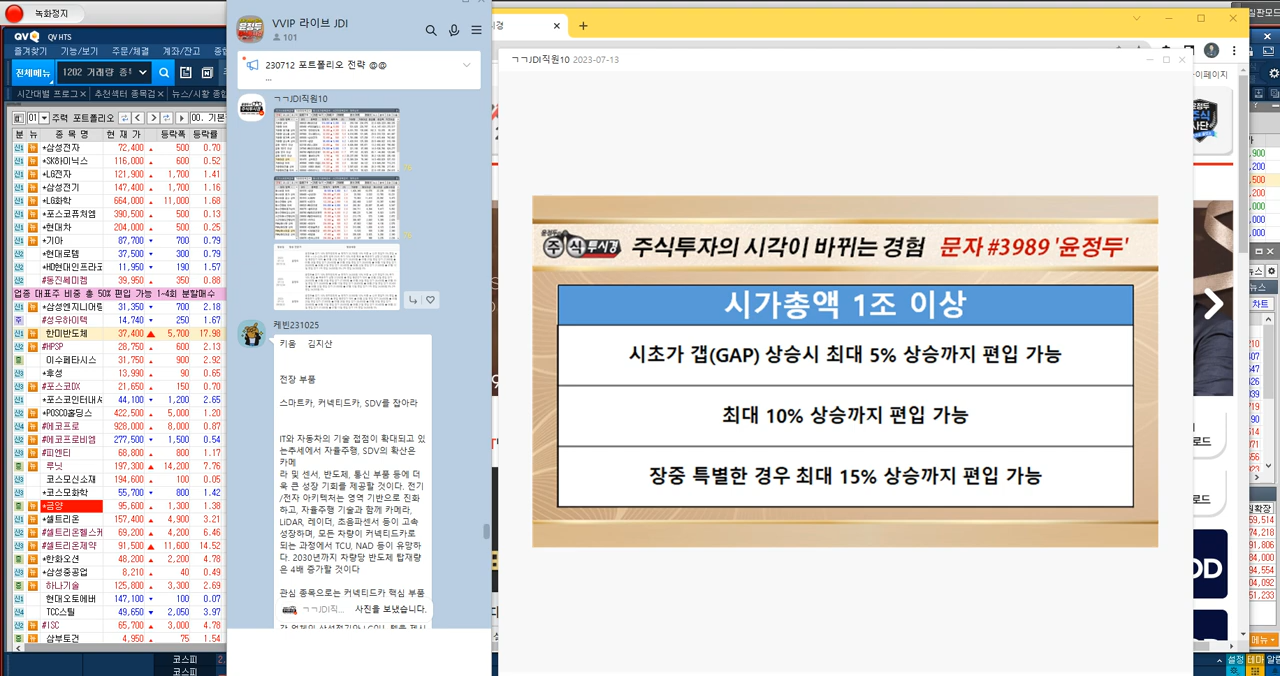 녹화정지
QV QV HTS
즐겨찾기 기능/보기 주문/체결 계좌/잔고
전체메뉴 1202 거래량
시간대별 프로그 × 추천섹터 종목검 × 뉴스/시황 종합
01 주력 포트폴리오 00. 기본
분 뉴 종목명 현재가 등락폭 등락률
*삼성전자 72,400 ▲ 500 0.70
*SK하이닉스 116,000 ▲ 600 0.52
*LG전자 121,900 ▲ 1,700 1.41
*삼성전기 147,400 ▲ 1,700 1.16
*LG화학 664,000 ▲ 11,000 1.68
*포스코퓨처엠 390,500 ▲ 500 0.13
*현대차 204,000 ▲ 500 0.25
*기아 87,700 ▼ 700 0.79
*현대로템 37,500 ▼ 300 0.79
*HD현대인프라코 11,950 ▼ 190 1.57
*동진쎄미켐 39,950 ▲ 350 0.88
업종 대표주 비중 총 50% 편입 가능 1~4회 분할매수
*삼성엔지니어링 31,350 ▼ 700 2.18
*성우하이텍 14,740 ▼ 250 1.67
한미반도체 37,400 ▲ 5,700 17.98
#HPSP 28,750 ▲ 600 2.13
이수페타시스 31,750 ▲ 900 2.92
*후성 13,990 ▲ 90 0.65
#포스코DX 21,650 ▲ 150 0.70
*포스코인터내셔 44,100 ▼ 1,200 2.65
*POSCO홀딩스 422,500 ▲ 5,000 1.20
#에코프로 928,000 ▲ 8,000 0.87
#에코프로비엠 277,500 ▼ 1,500 0.54
#피엔티 68,800 ▲ 800 1.17
루닛 197,300 ▲ 14,200 7.76
코스모신소재 194,600 ▲ 100 0.05
*코스모화학 55,700 ▼ 800 1.42
*금양 95,600 ▲ 1,300 1.38
*셀트리온 157,400 ▲ 4,900 3.21
#셀트리온헬스케 69,200 ▲ 4,200 6.46
#셀트리온제약 91,500 ▲ 11,600 14.52
*한화오션 48,200 ▲ 2,200 4.78
*삼성중공업 8,210 ▲ 40 0.49
하나기술 125,800 ▲ 3,300 2.69
현대오토에버 147,100 ▼ 100 0.07
TCC스틸 49,650 ▼ 2,050 3.97
#ISC 65,700 ▲ 3,000 4.78
삼부토건 4,950 ▲ 75 1.54
코스피
코스피
VVIP 라이브 JDI
101
230712 포트폴리오 전략 @@
...
ㄱㄱJDI직원10
케빈231025
키움 김지산
전장 부품
스마트카, 커넥티드카, SDV를 잡아라
IT와 자동차의 기술 접점이 확대되고 있
는추세에서 자율주행, SDV의 확산은
카메
라 및 센서, 반도체, 통신 부품 등에 더
욱 큰 성장 기회를 제공할 것이다. 전기
/전자 아키텍처는 영역 기반으로 진화
하고, 자율주행 기술과 함께 카메라,
LiDAR, 레이더, 초음파센서 등이 고속
성장하며, 모든 차량이 커넥티드카로
되는 과정에서 TCU, NAD 등이 유망하
다. 2030년까지 차량당 반도체 탑재량
은 4배 증가할 것이다
관심 종목으로는 커넥티드카 핵심 부품
ㄱㄱJDI직... 사진을 보냈습니다.
ㄱㄱJDI직원10 2023-07-13
윤정두
주식투시경 주식투자의 시각이 바뀌는 경험 문자 #3989 '윤정두'
시가총액 1조 이상
시초가 갭(GAP) 상승시 최대 5% 상승까지 편입 가능
최대 10% 상승까지 편입 가능
장중 특별한 경우 최대 15% 상승까지 편입 가능
이페이지
로드
로드
OD
차트
확장
메뉴
설정 테마 알림